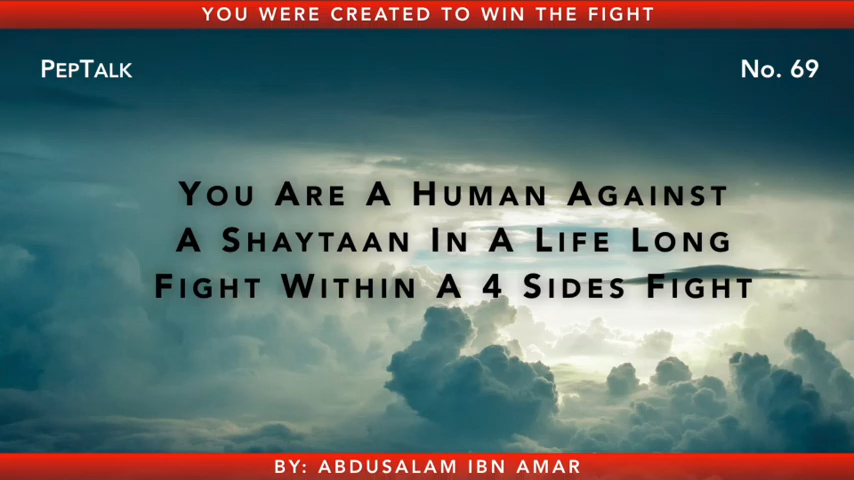 YOU WERE CREATED TO WIN THE FIGHT
PEPTALK
No. 69
YOU ARE A HUMAN AGAINST
A SHAYTAAN IN A LIFE LONG
FIGHT WITHIN A 4 SIDES FIGHT
BY: ABDUSALAM IBN AMAR